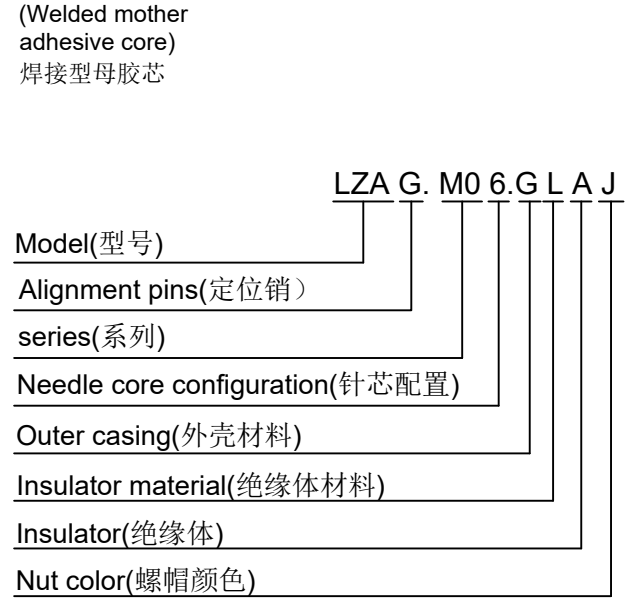 (Welded mother
adhesive core)
焊接型母胶芯
LZA G. M0 6.G L A J
Model(型号)
Alignment pins(定位销）
series(系列)
Needle core configuration(针芯配置)
Outer casing(外壳材料)
Insulator material(绝缘体材料)
Insulator(绝缘体)
Nut color(螺帽颜色)